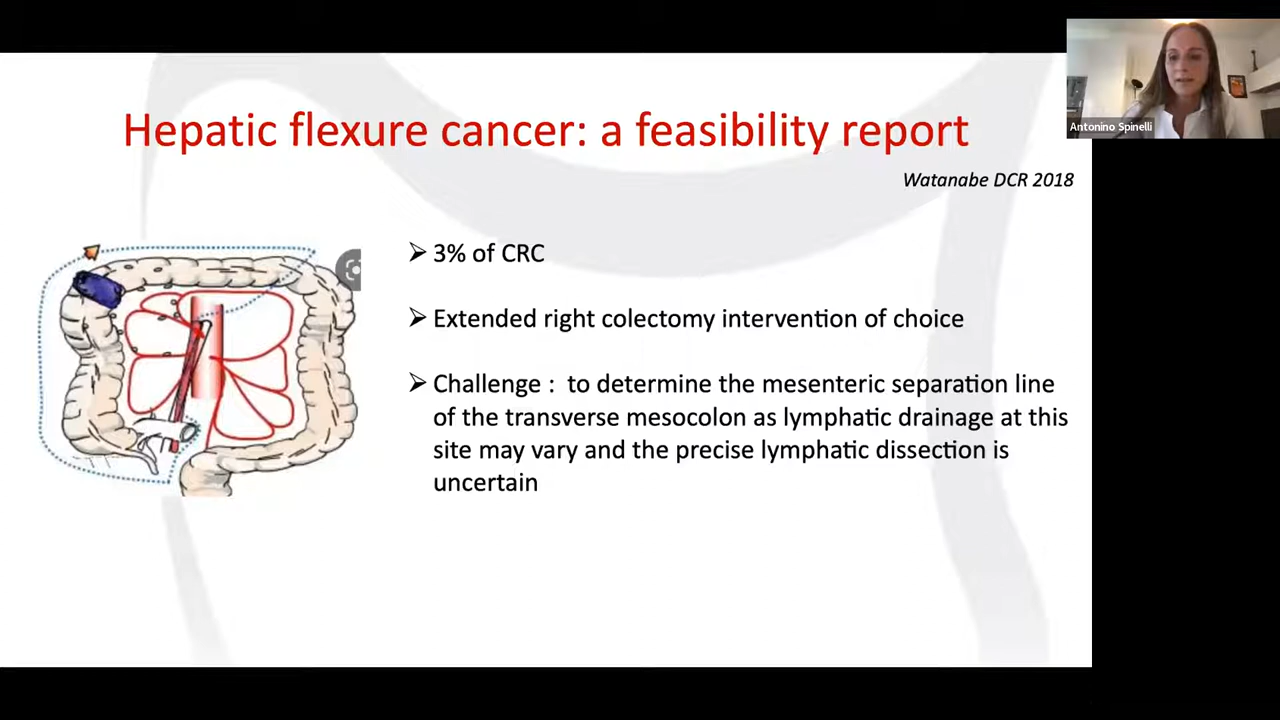 Hepatic flexure cancer: a feasibility report
Antonino Spinelli
Watanabe DCR 2018
➢ 3% of CRC
➢ Extended right colectomy intervention of choice
➢ Challenge : to determine the mesenteric separation line
of the transverse mesocolon as lymphatic drainage at this
site may vary and the precise lymphatic dissection is
uncertain